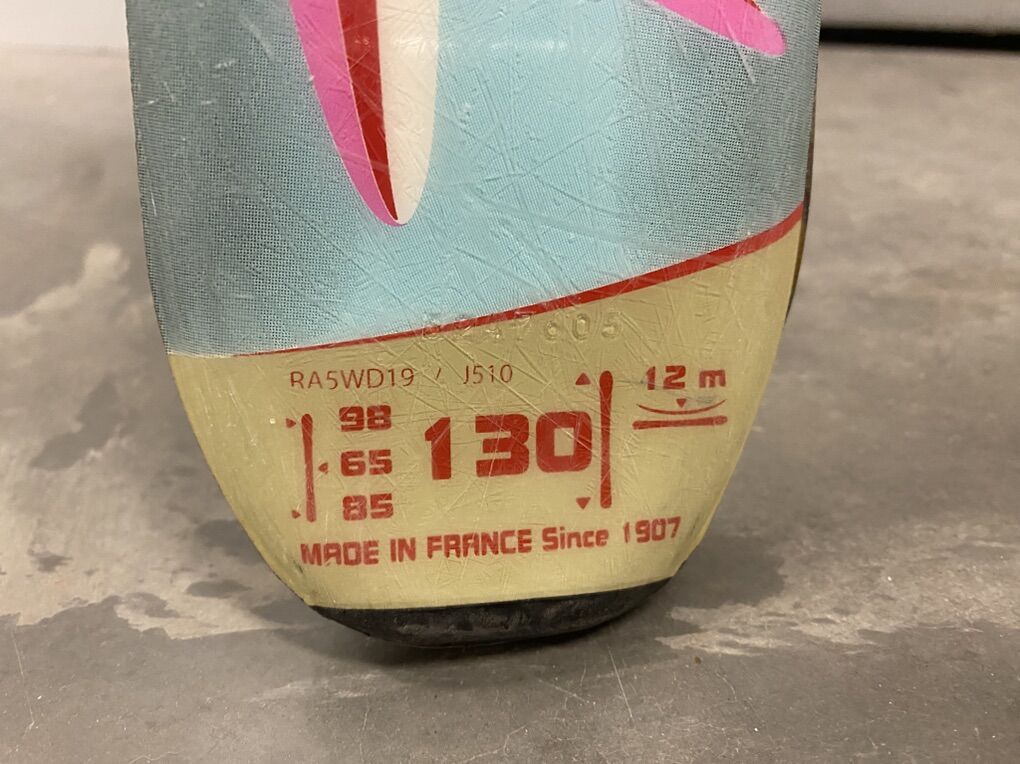 RA5WD19 / J510
98
65
85
130
12 m
MADE IN FRANCE Since 1907